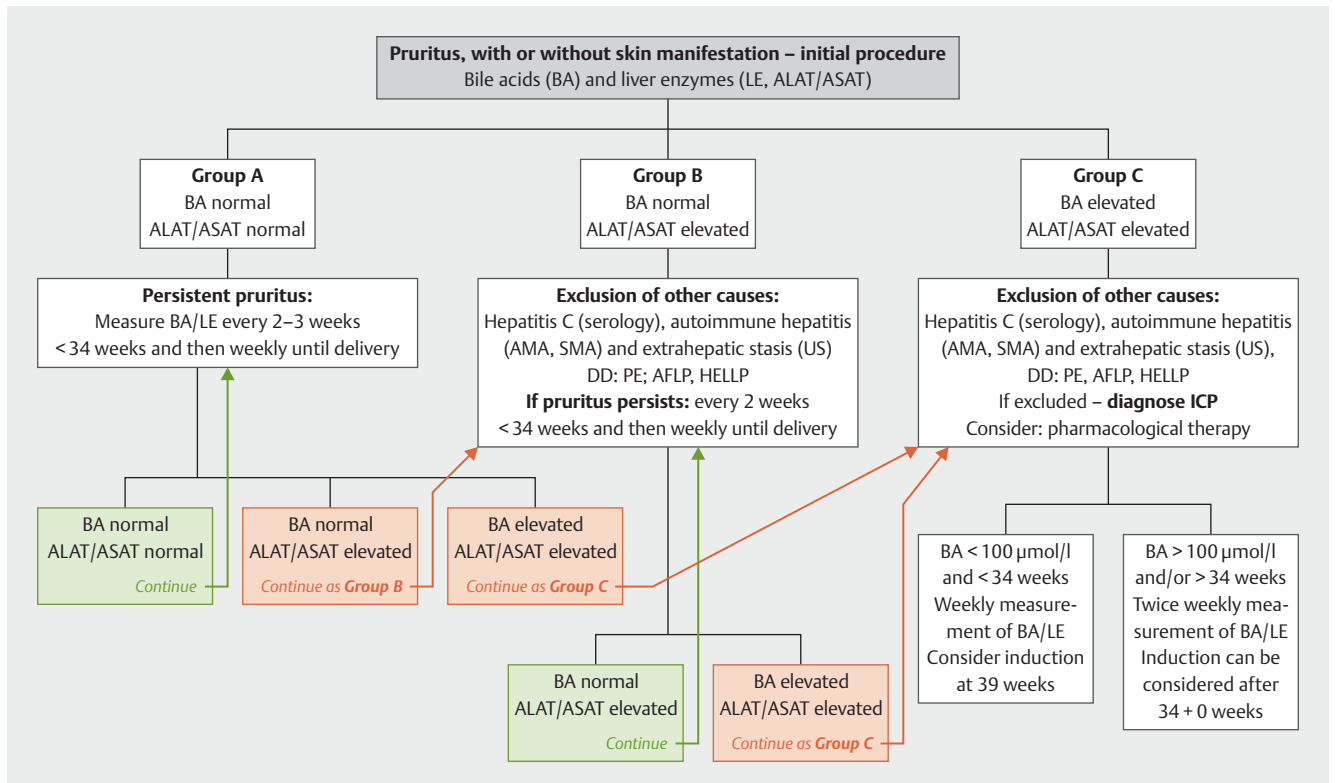 Pruritus, with or without skin manifestation – initial procedure
Bile acids (BA) and liver enzymes (LE, ALAT/ASAT)
Group A
BA normal
ALAT/ASAT normal
Group B
BA normal
ALAT/ASAT elevated
Group C
BA elevated
ALAT/ASAT elevated
Persistent pruritus:
Measure BA/LE every 2–3 weeks
< 34 weeks and then weekly until delivery
Exclusion of other causes:
Hepatitis C (serology), autoimmune hepatitis
(AMA, SMA) and extrahepatic stasis (US)
DD: PE; AFLP, HELLP
If pruritus persists: every 2 weeks
< 34 weeks and then weekly until delivery
Exclusion of other causes:
Hepatitis C (serology), autoimmune hepatitis
(AMA, SMA) and extrahepatic stasis (US),
DD: PE, AFLP, HELLP
If excluded – diagnose ICP
Consider: pharmacological therapy
BA normal
ALAT/ASAT normal
Continue
BA normal
ALAT/ASAT elevated
Continue as Group B
BA elevated
ALAT/ASAT elevated
Continue as Group C
BA < 100 µmol/l
and < 34 weeks
Weekly measure-
ment of BA/LE
Consider induction
at 39 weeks
BA > 100 µmol/l
and/or > 34 weeks
Twice weekly mea-
surement of BA/LE
Induction can be
considered after
34 + 0 weeks
BA normal
ALAT/ASAT elevated
Continue
BA elevated
ALAT/ASAT elevated
Continue as Group C